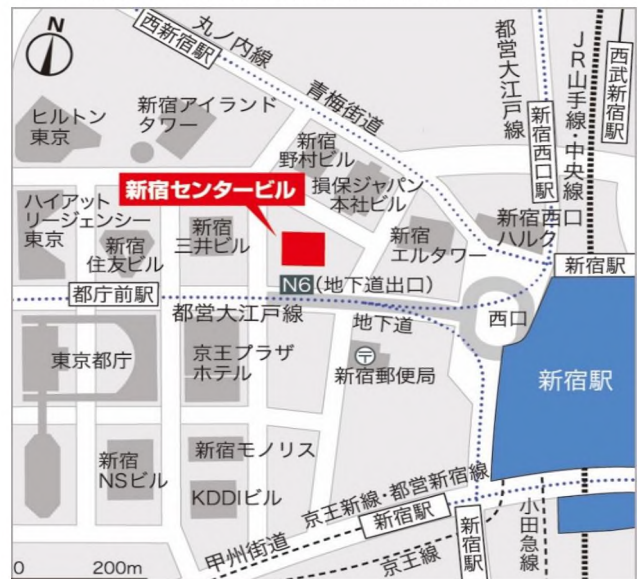 N
丸ノ内線
西新宿駅
青梅街道
都営大江戸線
新宿西口駅
JR山手線・中央線
西武新宿駅
ヒルトン
東京
新宿アイランド
タワー
新宿
野村ビル
損保ジャパン
本社ビル
新宿センタービル
ハイアット
リージェンシー
東京
新宿
住友ビル
新宿
三井ビル
新宿
エルタワー
新宿西口
ハルク
新宿駅
N6(地下道出口)
都庁前駅
都営大江戸線
地下道
西口
東京都庁
京王プラザ
ホテル
〒
新宿郵便局
新宿駅
新宿
NSビル
新宿モノリス
KDDIビル
京王新線・都営新宿線
新宿駅
甲州街道
京王線
新宿駅
小田急線
0 200m